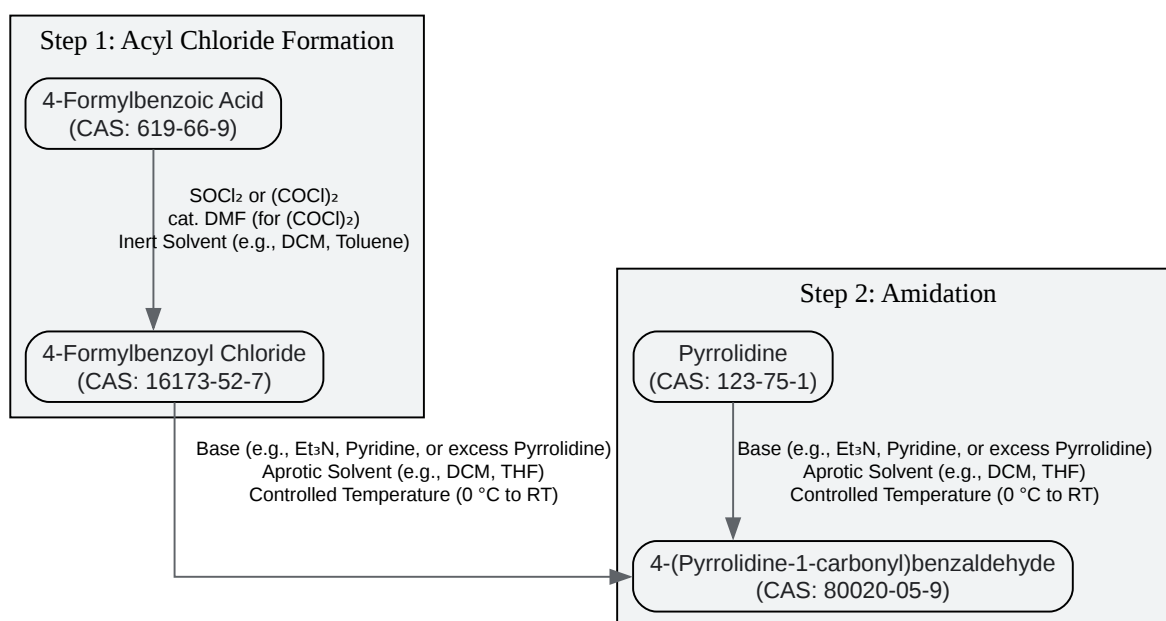 Step 1: Acyl Chloride Formation
4-Formylbenzoic Acid
(CAS: 619-66-9)
SOCl₂ or (COCl)₂
cat. DMF (for (COCl)₂)
Inert Solvent (e.g., DCM, Toluene)
4-Formylbenzoyl Chloride
(CAS: 16173-52-7)
Base (e.g., Et₃N, Pyridine, or excess Pyrrolidine)
Aprotic Solvent (e.g., DCM, THF)
Controlled Temperature (0 °C to RT)
Step 2: Amidation
Pyrrolidine
(CAS: 123-75-1)
Base (e.g., Et₃N, Pyridine, or excess Pyrrolidine)
Aprotic Solvent (e.g., DCM, THF)
Controlled Temperature (0 °C to RT)
4-(Pyrrolidine-1-carbonyl)benzaldehyde
(CAS: 80020-05-9)